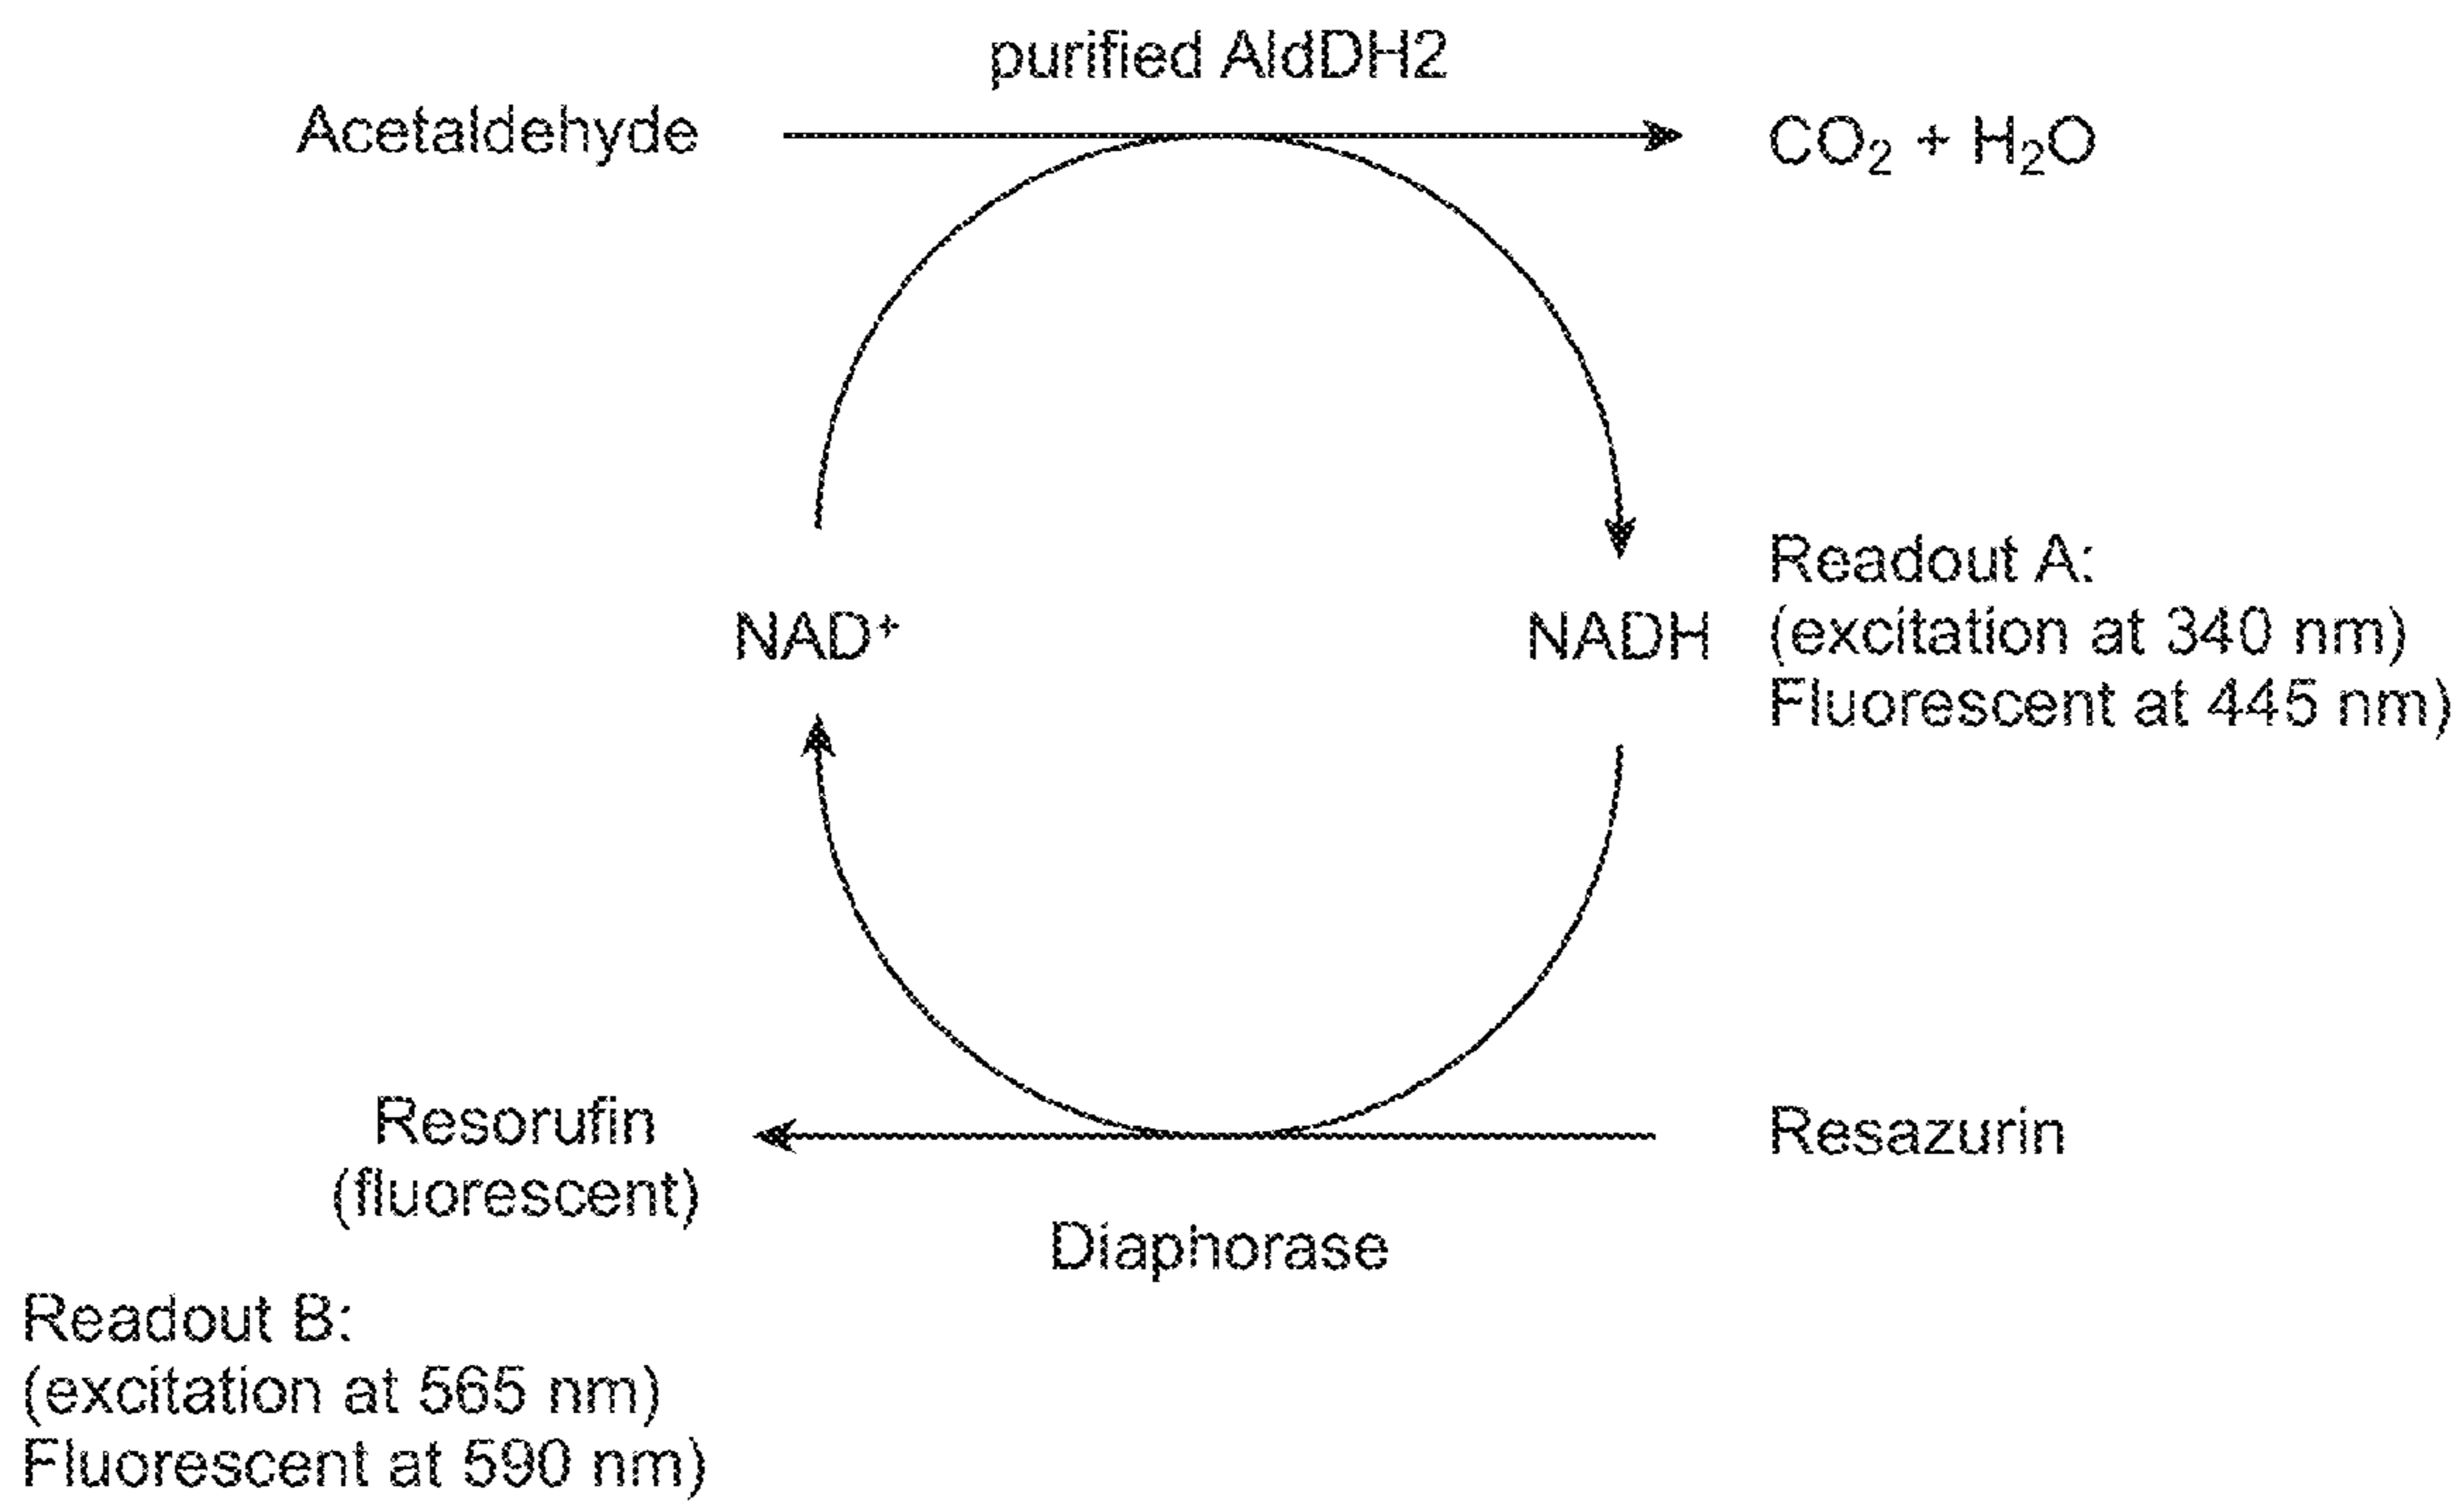 purified AldDH2
Acetaldehyde
CO₂ + H₂O
Readout A:
NAD⁺
NADH
(excitation at 340 nm)
Fluorescent at 445 nm)
Resorufin
(fluorescent)
Resazurin
Diaphorase
Readout B:
(excitation at 565 nm)
Fluorescent at 590 nm)